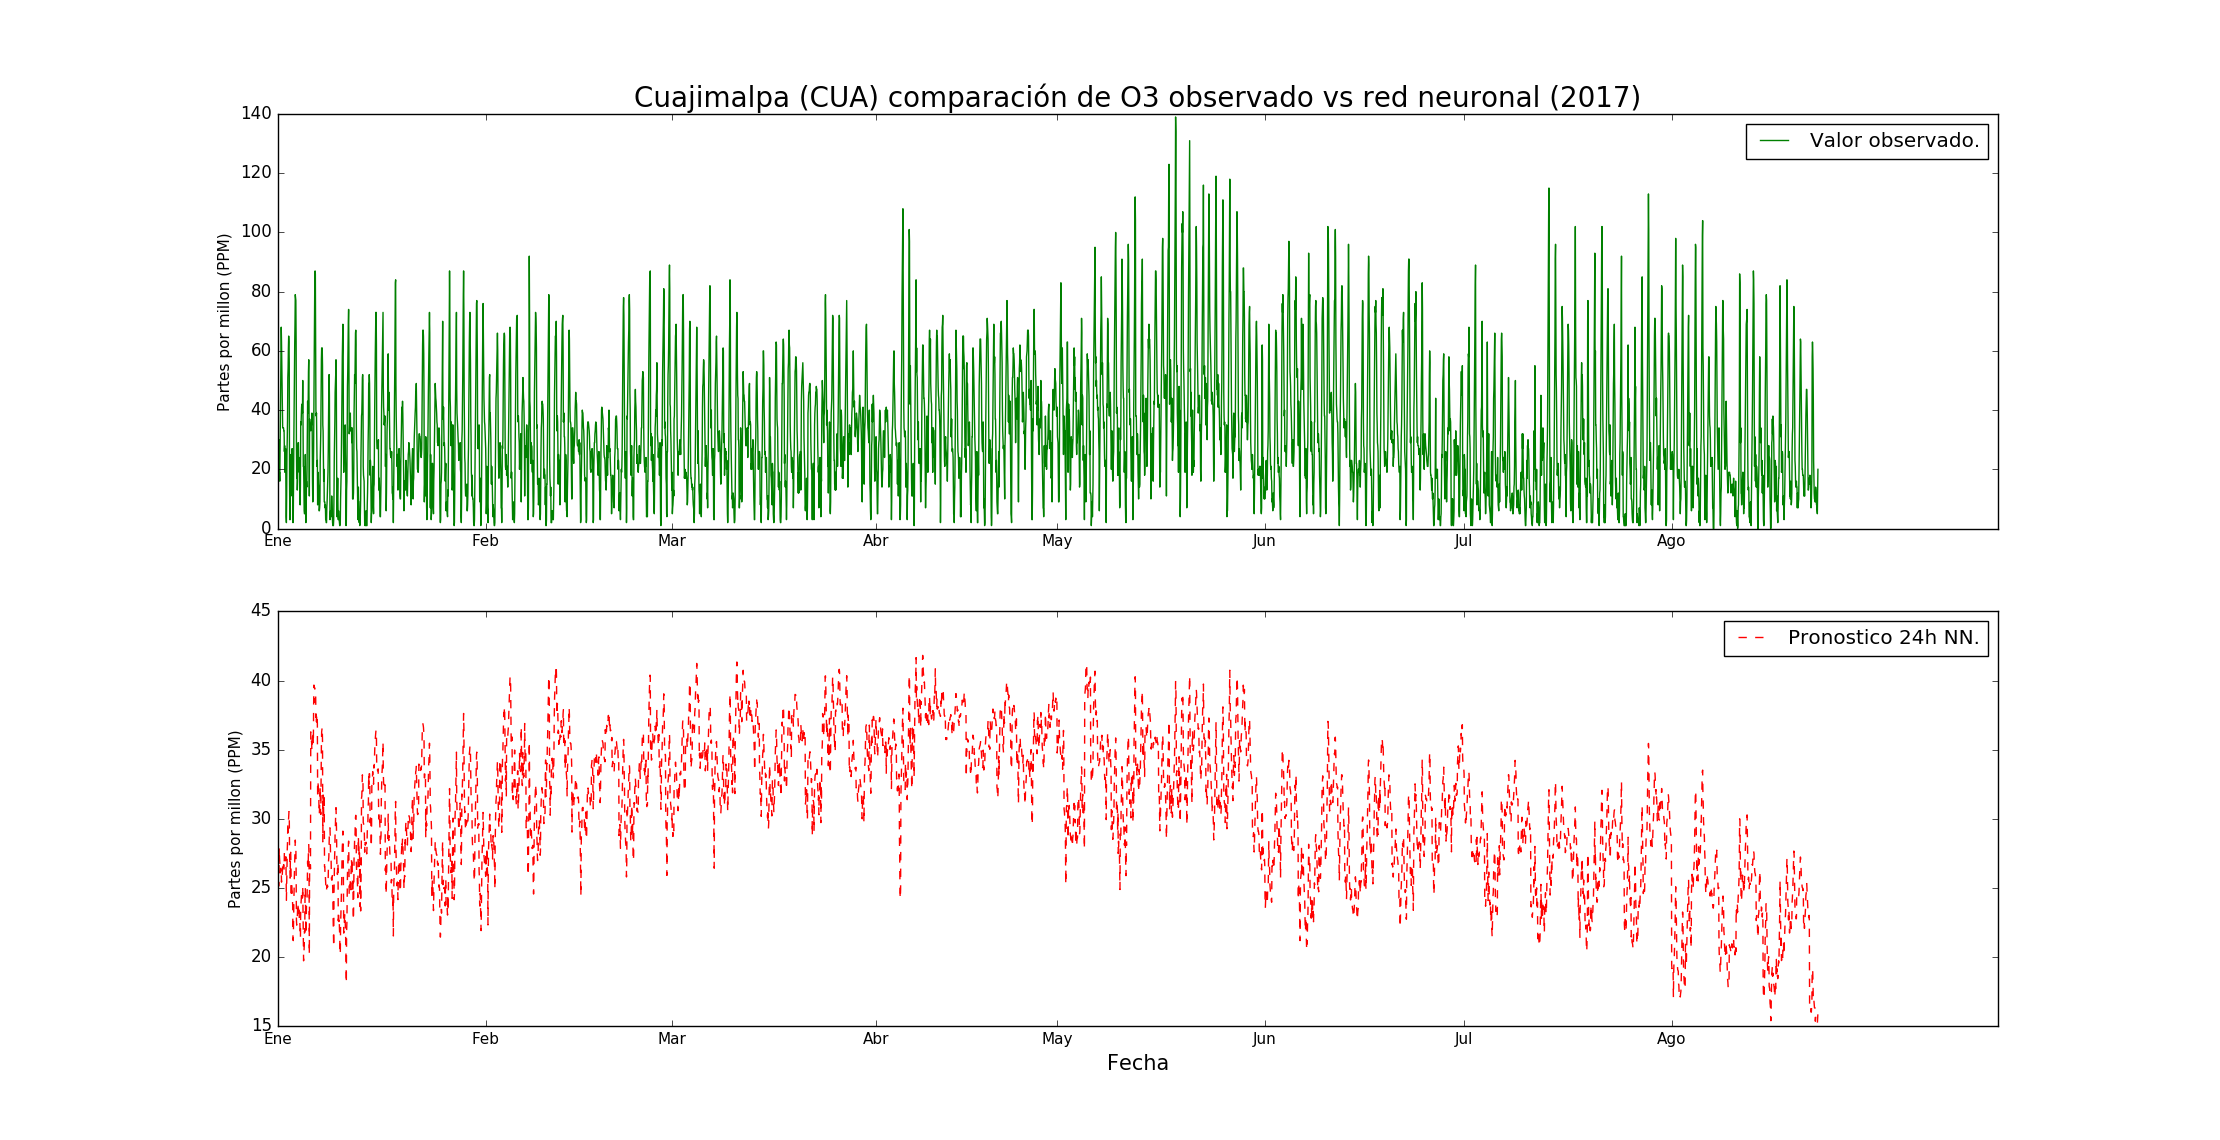 Cuajimalpa (CUA) comparación de O3 observado vs red neuronal (2017)
140
120
100
80
60
40
20
0
Partes por millon (PPM)
Valor observado.
Ene Feb Mar Abr May Jun Jul Ago
45
40
35
30
25
20
15
Partes por millon (PPM)
Pronostico 24h NN.
Ene Feb Mar Abr May Jun Jul Ago
Fecha